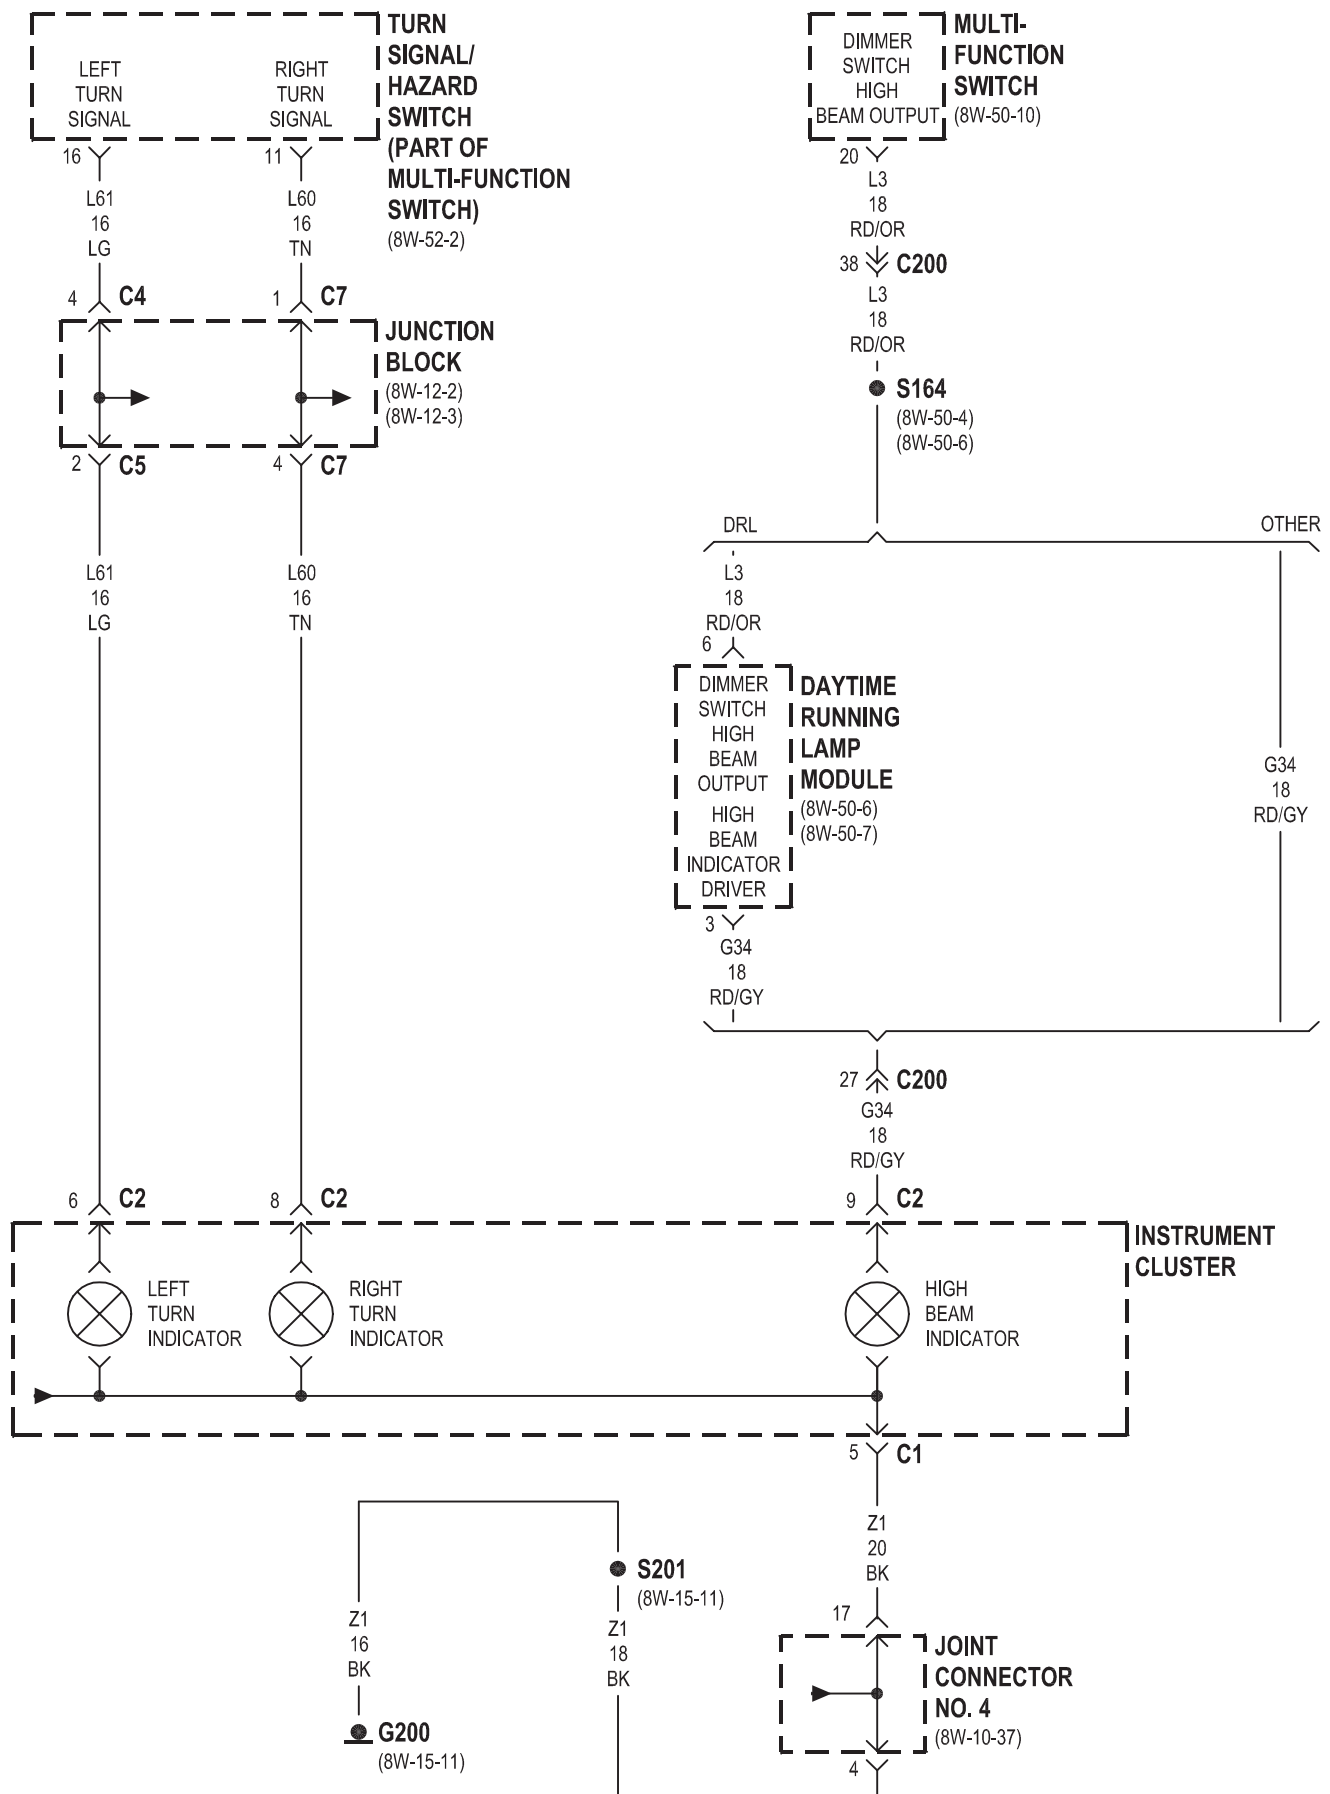 LEFT
TURN
SIGNAL
RIGHT
TURN
SIGNAL
TURN
SIGNAL/
HAZARD
SWITCH
(PART OF
MULTI-FUNCTION
SWITCH)
(8W-52-2)
DIMMER
SWITCH
HIGH
BEAM OUTPUT
MULTI-
FUNCTION
SWITCH
(8W-50-10)
16
11
20
L61
16
LG
L60
16
TN
L3
18
RD/OR
38 C200
4 C4
1 C7
L3
18
RD/OR
JUNCTION
BLOCK
(8W-12-2)
(8W-12-3)
S164
(8W-50-4)
(8W-50-6)
2 C5
4 C7
DRL
OTHER
L61
16
LG
L60
16
TN
L3
18
RD/OR
6
DIMMER
SWITCH
HIGH
BEAM
OUTPUT
HIGH
BEAM
INDICATOR
DRIVER
DAYTIME
RUNNING
LAMP
MODULE
(8W-50-6)
(8W-50-7)
G34
18
RD/GY
3
G34
18
RD/GY
27 C200
G34
18
RD/GY
6 C2
8 C2
9 C2
INSTRUMENT
CLUSTER
LEFT
TURN
INDICATOR
RIGHT
TURN
INDICATOR
HIGH
BEAM
INDICATOR
5 C1
Z1
20
BK
S201
(8W-15-11)
Z1
16
BK
Z1
18
BK
17
JOINT
CONNECTOR
NO. 4
(8W-10-37)
G200
(8W-15-11)
4